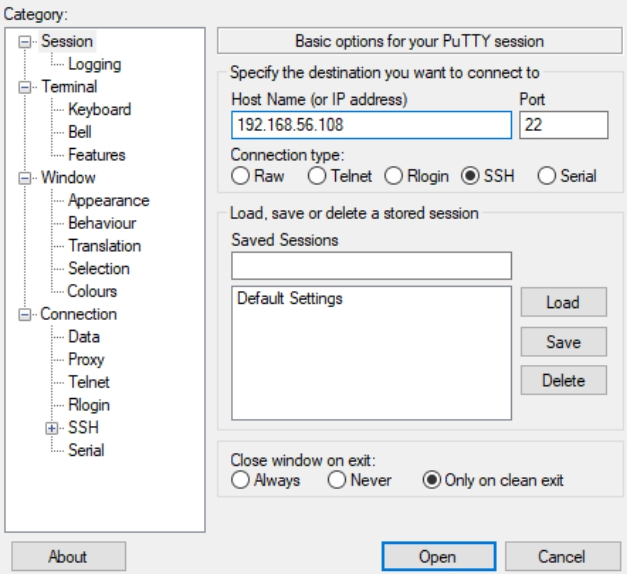 Category:
Session
Logging
Terminal
Keyboard
Bell
Features
Window
Appearance
Behaviour
Translation
Selection
Colours
Connection
Data
Proxy
Telnet
Rlogin
SSH
Serial
Basic options for your PuTTY session
Specify the destination you want to connect to
Host Name (or IP address) Port
192.168.56.108 22
Connection type:
Raw Telnet Rlogin SSH Serial
Load, save or delete a stored session
Saved Sessions
Default Settings
Load
Save
Delete
Close window on exit:
Always Never Only on clean exit
About Open Cancel